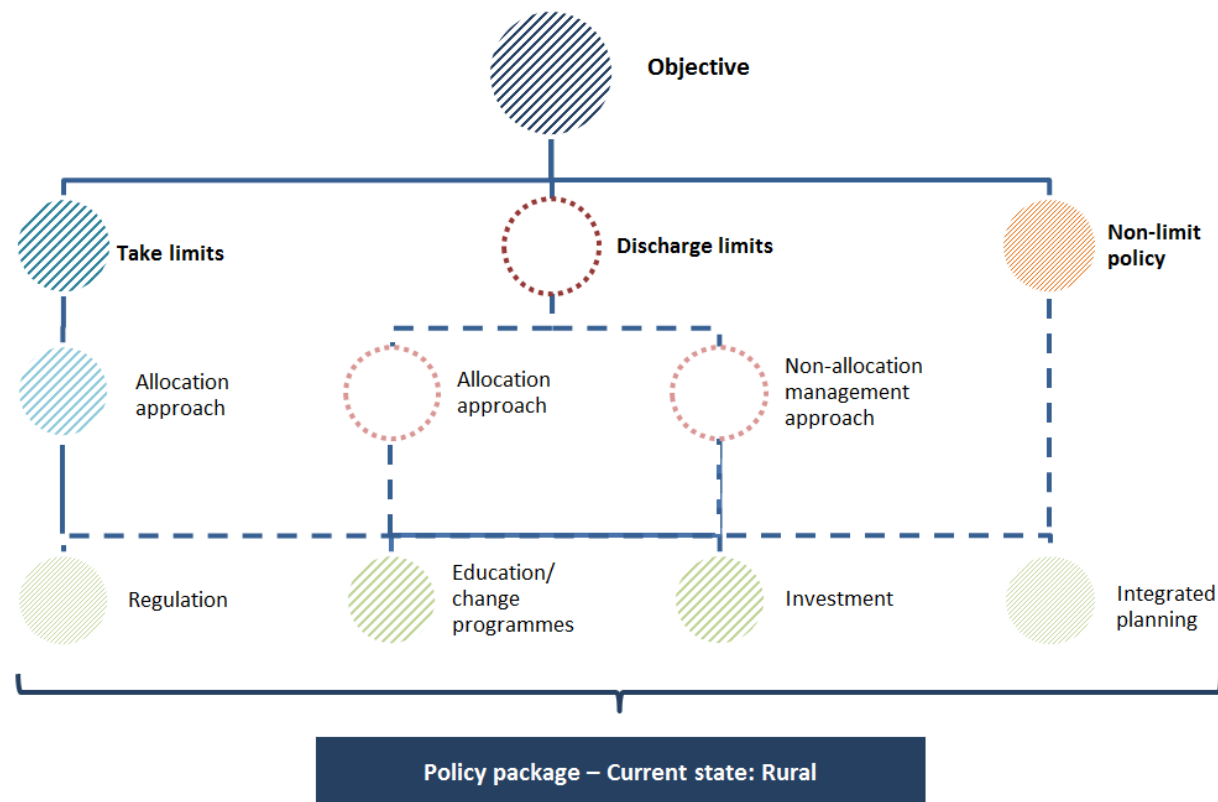 Objective
Take limits
Discharge limits
Non-limit
policy
Allocation
approach
Allocation
approach
Non-allocation
management
approach
Regulation
Education/
change
programmes
Investment
Integrated
planning
Policy package – Current state: Rural